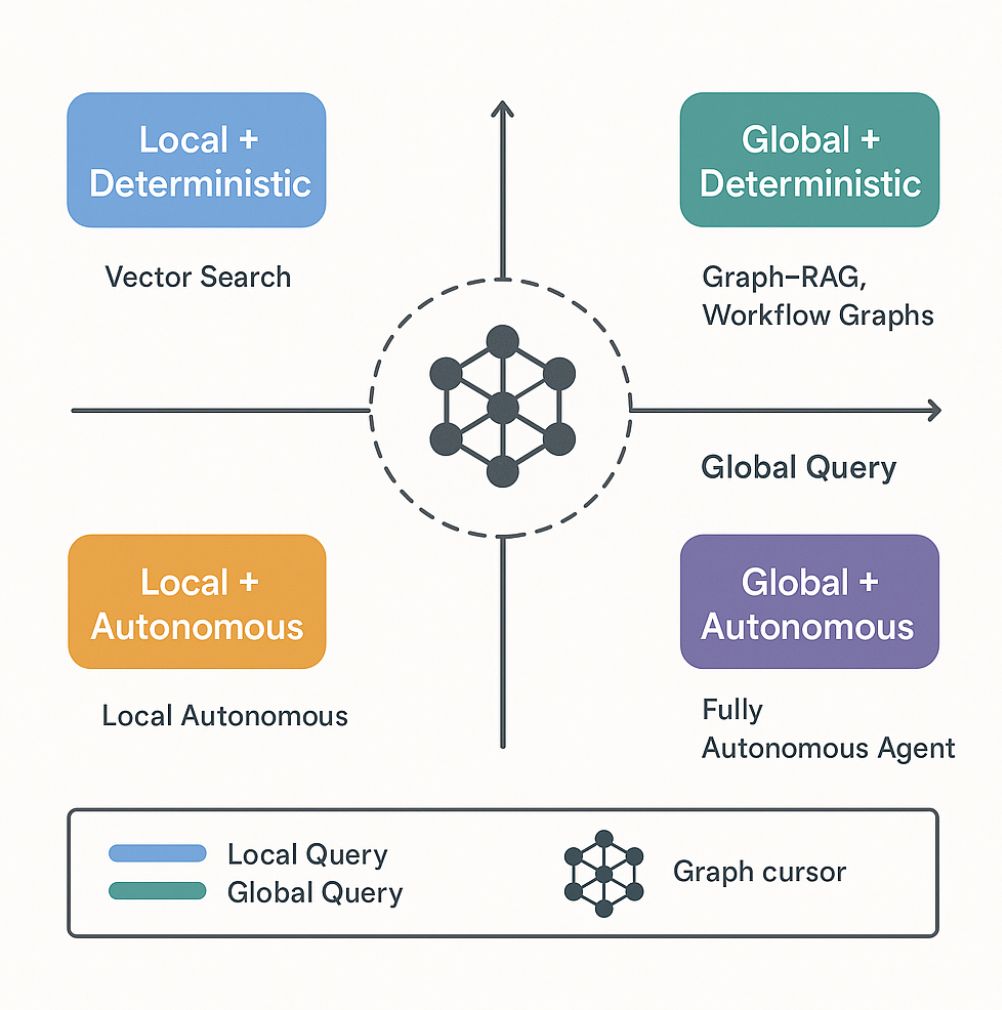 Local +
Deterministic
Global +
Deterministic
Vector Search
Graph–RAG,
Workflow Graphs
Global Query
Local +
Autonomous
Global +
Autonomous
Local Autonomous
Fully
Autonomous Agent
Local Query
Global Query
Graph cursor